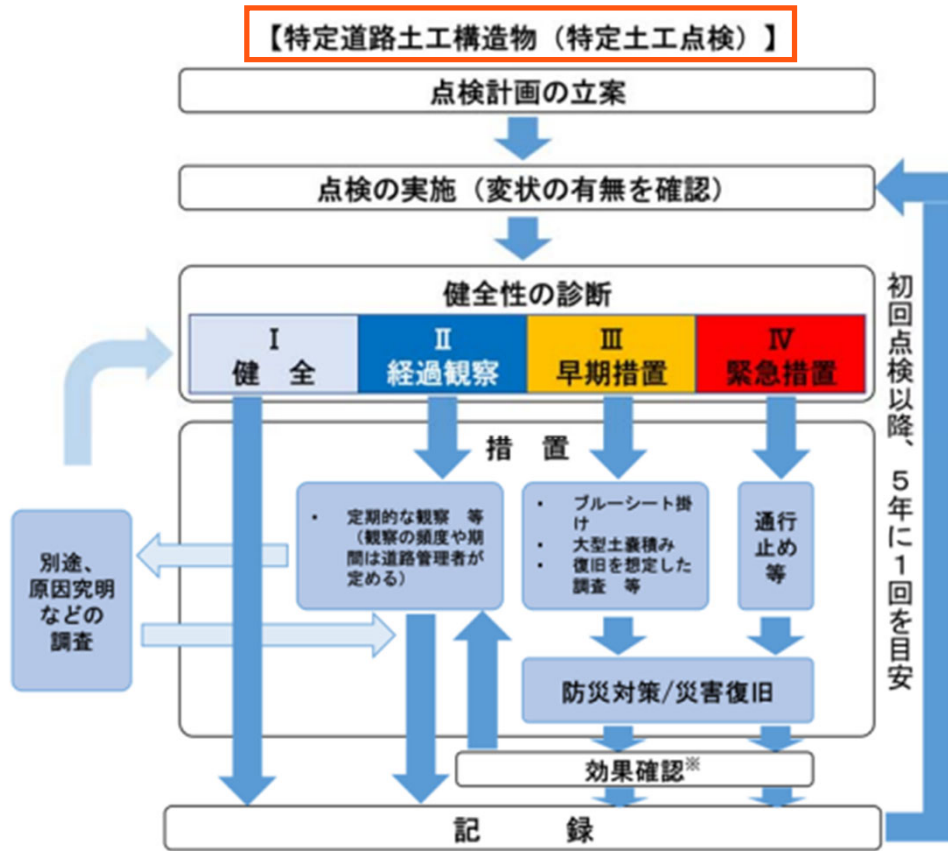 【特定道路土工構造物（特定土工点検）】
点検計画の立案
点検の実施（変状の有無を確認）
健全性の診断
Ⅰ
健　全
Ⅱ
経過観察
Ⅲ
早期措置
Ⅳ
緊急措置
措　置
・ 定期的な観察　等
（観察の頻度や期
間は道路管理者が
定める）
・ ブルーシート掛
け
・ 大型土嚢積み
・ 復旧を想定した
調査　等
通行
止め
等
別途、
原因究明
などの
調査
防災対策/災害復旧
効果確認※
記　録
初回点検以降、5年に1回を目安